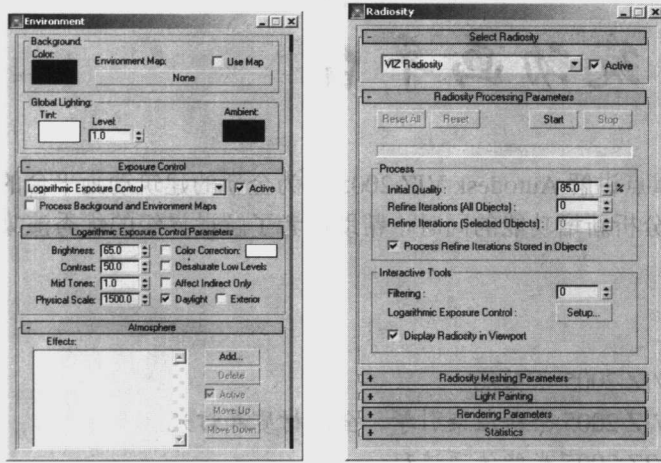 Environment
Background
Color:
Environment Map:
Use Map
None
Global Lighting:
Tint:
Level:
1.0
Ambient:
- Exposure Control
Logarithmic Exposure Control
Active
Process Background and Environment Maps
- Logarithmic Exposure Control Parameters
Brightness: 65.0
Color Correction:
Contrast: 50.0
Desaturate Low Levels
Mid Tones: 1.0
Affect Indirect Only
Physical Scale: 1500.0
Daylight
Exterior
- Atmosphere
Effects:
Add...
Delete
Active
Move Up
Move Down
Radiosity
- Select Radiosity
VIZ Radiosity
Active
- Radiosity Processing Parameters
Reset All
Reset
Start
Stop
Process
Initial Quality : 85.0 %
Refine Iterations (All Objects) : 0
Refine Iterations (Selected Objects) : 0
Process Refine Iterations Stored in Objects
Interactive Tools
Filtering : 0
Logarithmic Exposure Control : Setup...
Display Radiosity in Viewport
+ Radiosity Meshing Parameters
+ Light Painting
+ Rendering Parameters
+ Statistics